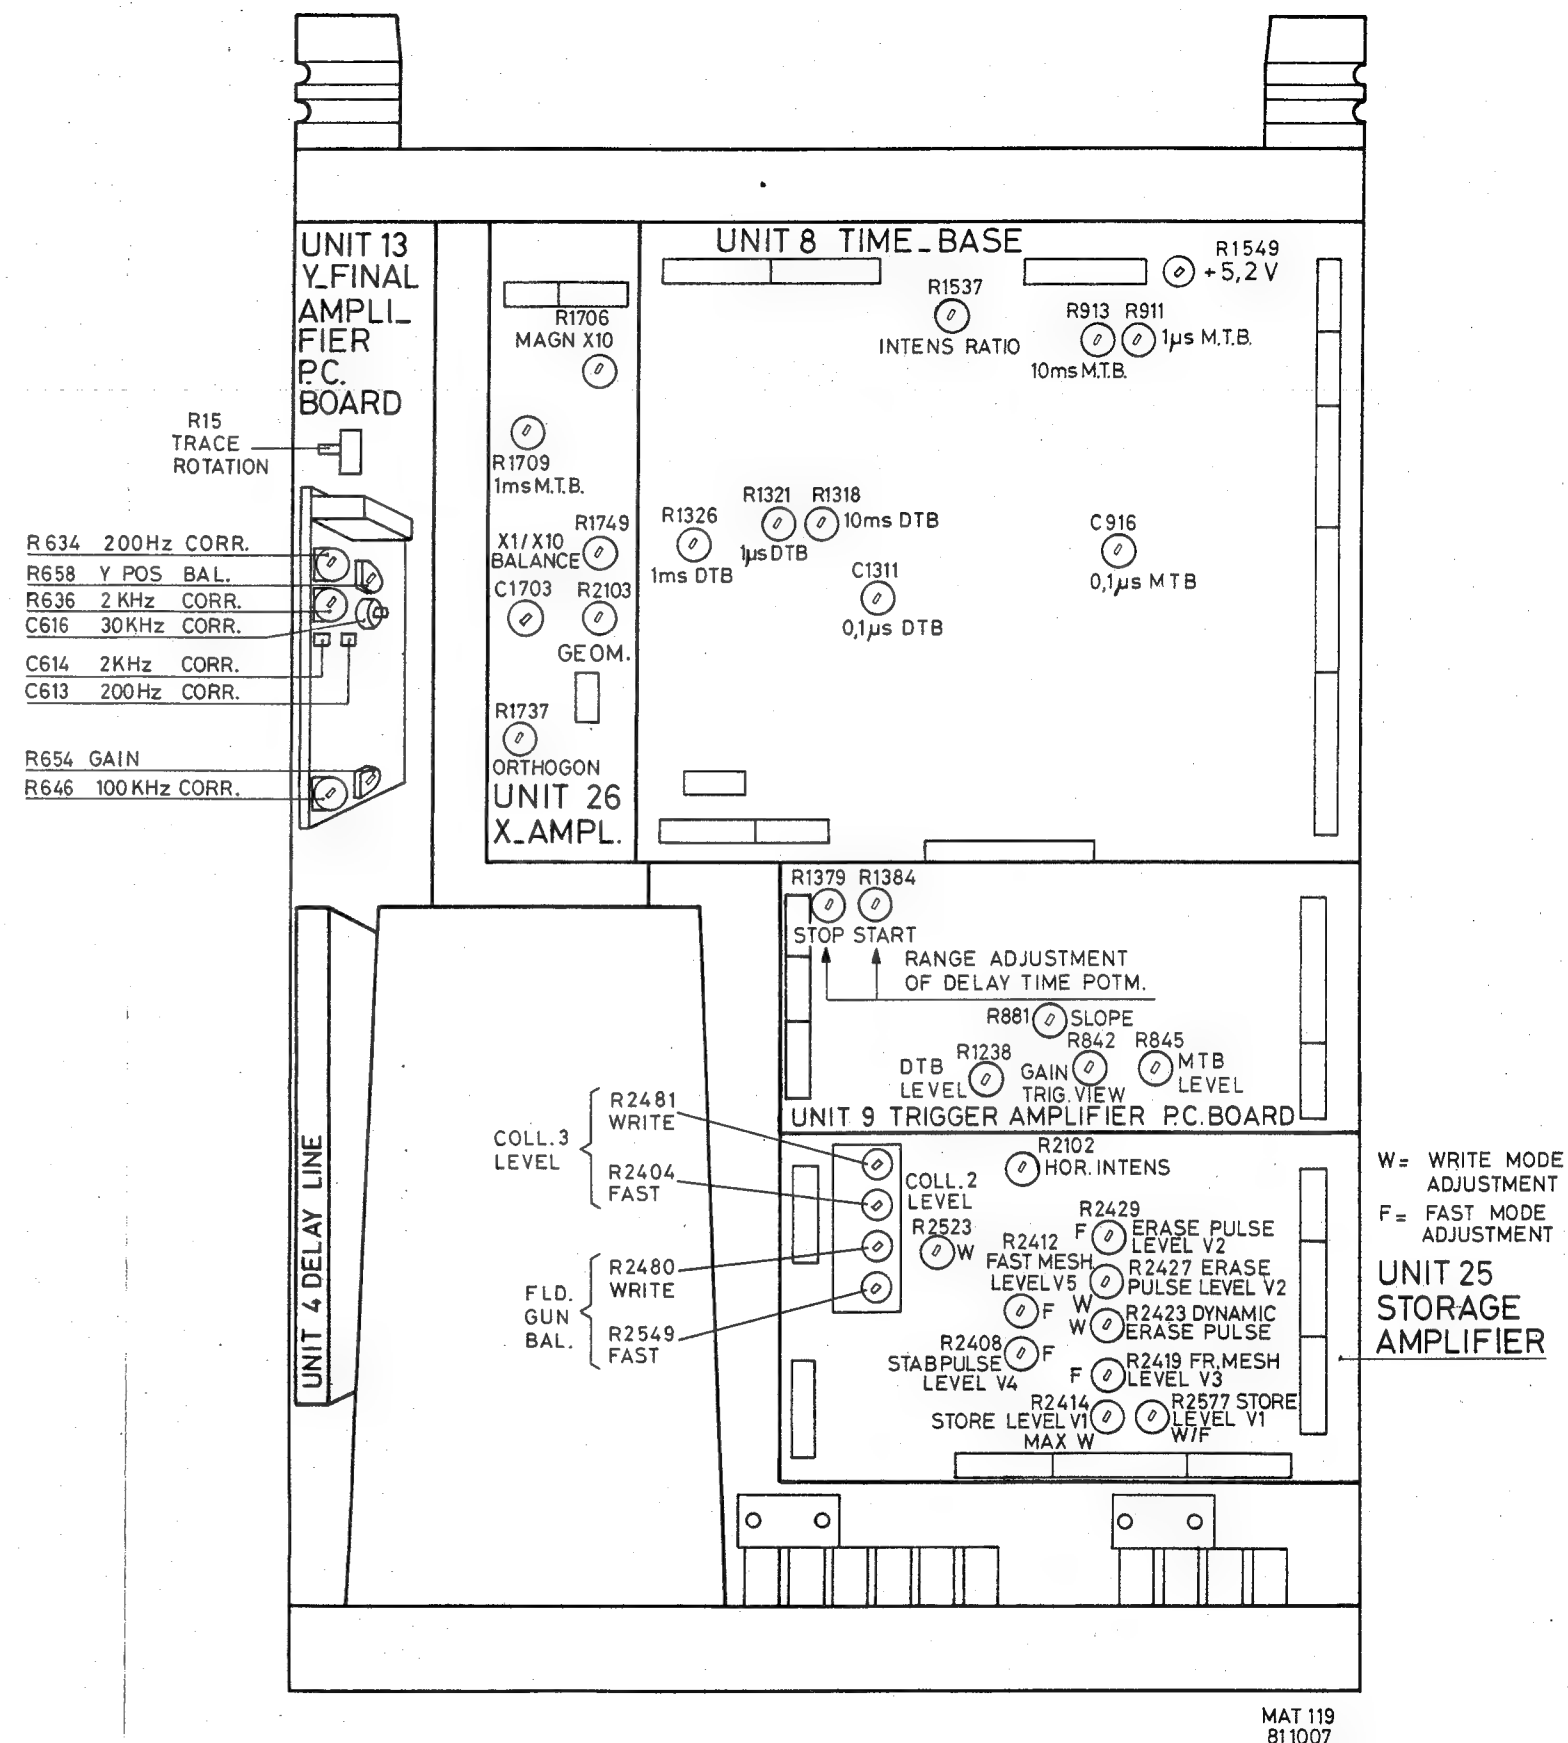 UNIT 13
Y_FINAL
AMPLI_
FIER
P.C.
BOARD
R15
TRACE
ROTATION
R634 200Hz CORR.
R658 Y POS BAL.
R636 2KHz CORR.
C616 30KHz CORR.
C614 2KHz CORR.
C613 200Hz CORR.
R654 GAIN
R646 100KHz CORR.
R1706
MAGN X10
R1709
1ms M.T.B.
R1749
X1/X10
BALANCE
C1703 R2103
GEOM.
R1737
ORTHOGON
UNIT 26
X_AMPL.
UNIT 8 TIME_BASE
R1549
+5,2 V
R1537
INTENS RATIO
R913 R911
1µs M.T.B.
10ms M.T.B.
R1326
1ms DTB
R1321 R1318
10ms DTB
1µs DTB
C1311
0,1µs DTB
C916
0,1µs MTB
R1379 R1384
STOP START
RANGE ADJUSTMENT
OF DELAY TIME POTM.
R881 SLOPE
DTB R1238
LEVEL
R842
GAIN
TRIG.VIEW
R845
MTB
LEVEL
UNIT 9 TRIGGER AMPLIFIER P.C.BOARD
UNIT 4 DELAY LINE
COLL.3
LEVEL
R2481
WRITE
R2404
FAST
FLD.
GUN
BAL.
R2480
WRITE
R2549
FAST
R2102
HOR.INTENS
COLL.2
LEVEL
R2523
W
R2412
FAST MESH
LEVEL V5
F
R2408
STABPULSE
LEVEL V4
F
R2429
F ERASE PULSE
LEVEL V2
R2427 ERASE
PULSE LEVEL V2
W
W R2423 DYNAMIC
ERASE PULSE
F R2419 FR.MESH
LEVEL V3
R2414
STORE LEVEL V1
MAX W
R2577 STORE
LEVEL V1
W/F
W= WRITE MODE
ADJUSTMENT
F= FAST MODE
ADJUSTMENT
UNIT 25
STORAGE
AMPLIFIER
MAT 119
811007